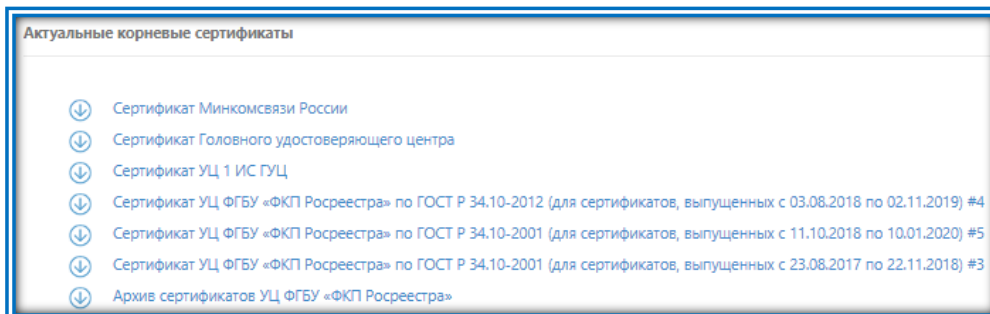 Актуальные корневые сертификаты
Сертификат Минкомсвязи России
Сертификат Головного удостоверяющего центра
Сертификат УЦ 1 ИС ГУЦ
Сертификат УЦ ФГБУ «ФКП Росреестра» по ГОСТ Р 34.10-2012 (для сертификатов, выпущенных с 03.08.2018 по 02.11.2019) #4
Сертификат УЦ ФГБУ «ФКП Росреестра» по ГОСТ Р 34.10-2001 (для сертификатов, выпущенных с 11.10.2018 по 10.01.2020) #5
Сертификат УЦ ФГБУ «ФКП Росреестра» по ГОСТ Р 34.10-2001 (для сертификатов, выпущенных с 23.08.2017 по 22.11.2018) #3
Архив сертификатов УЦ ФГБУ «ФКП Росреестра»